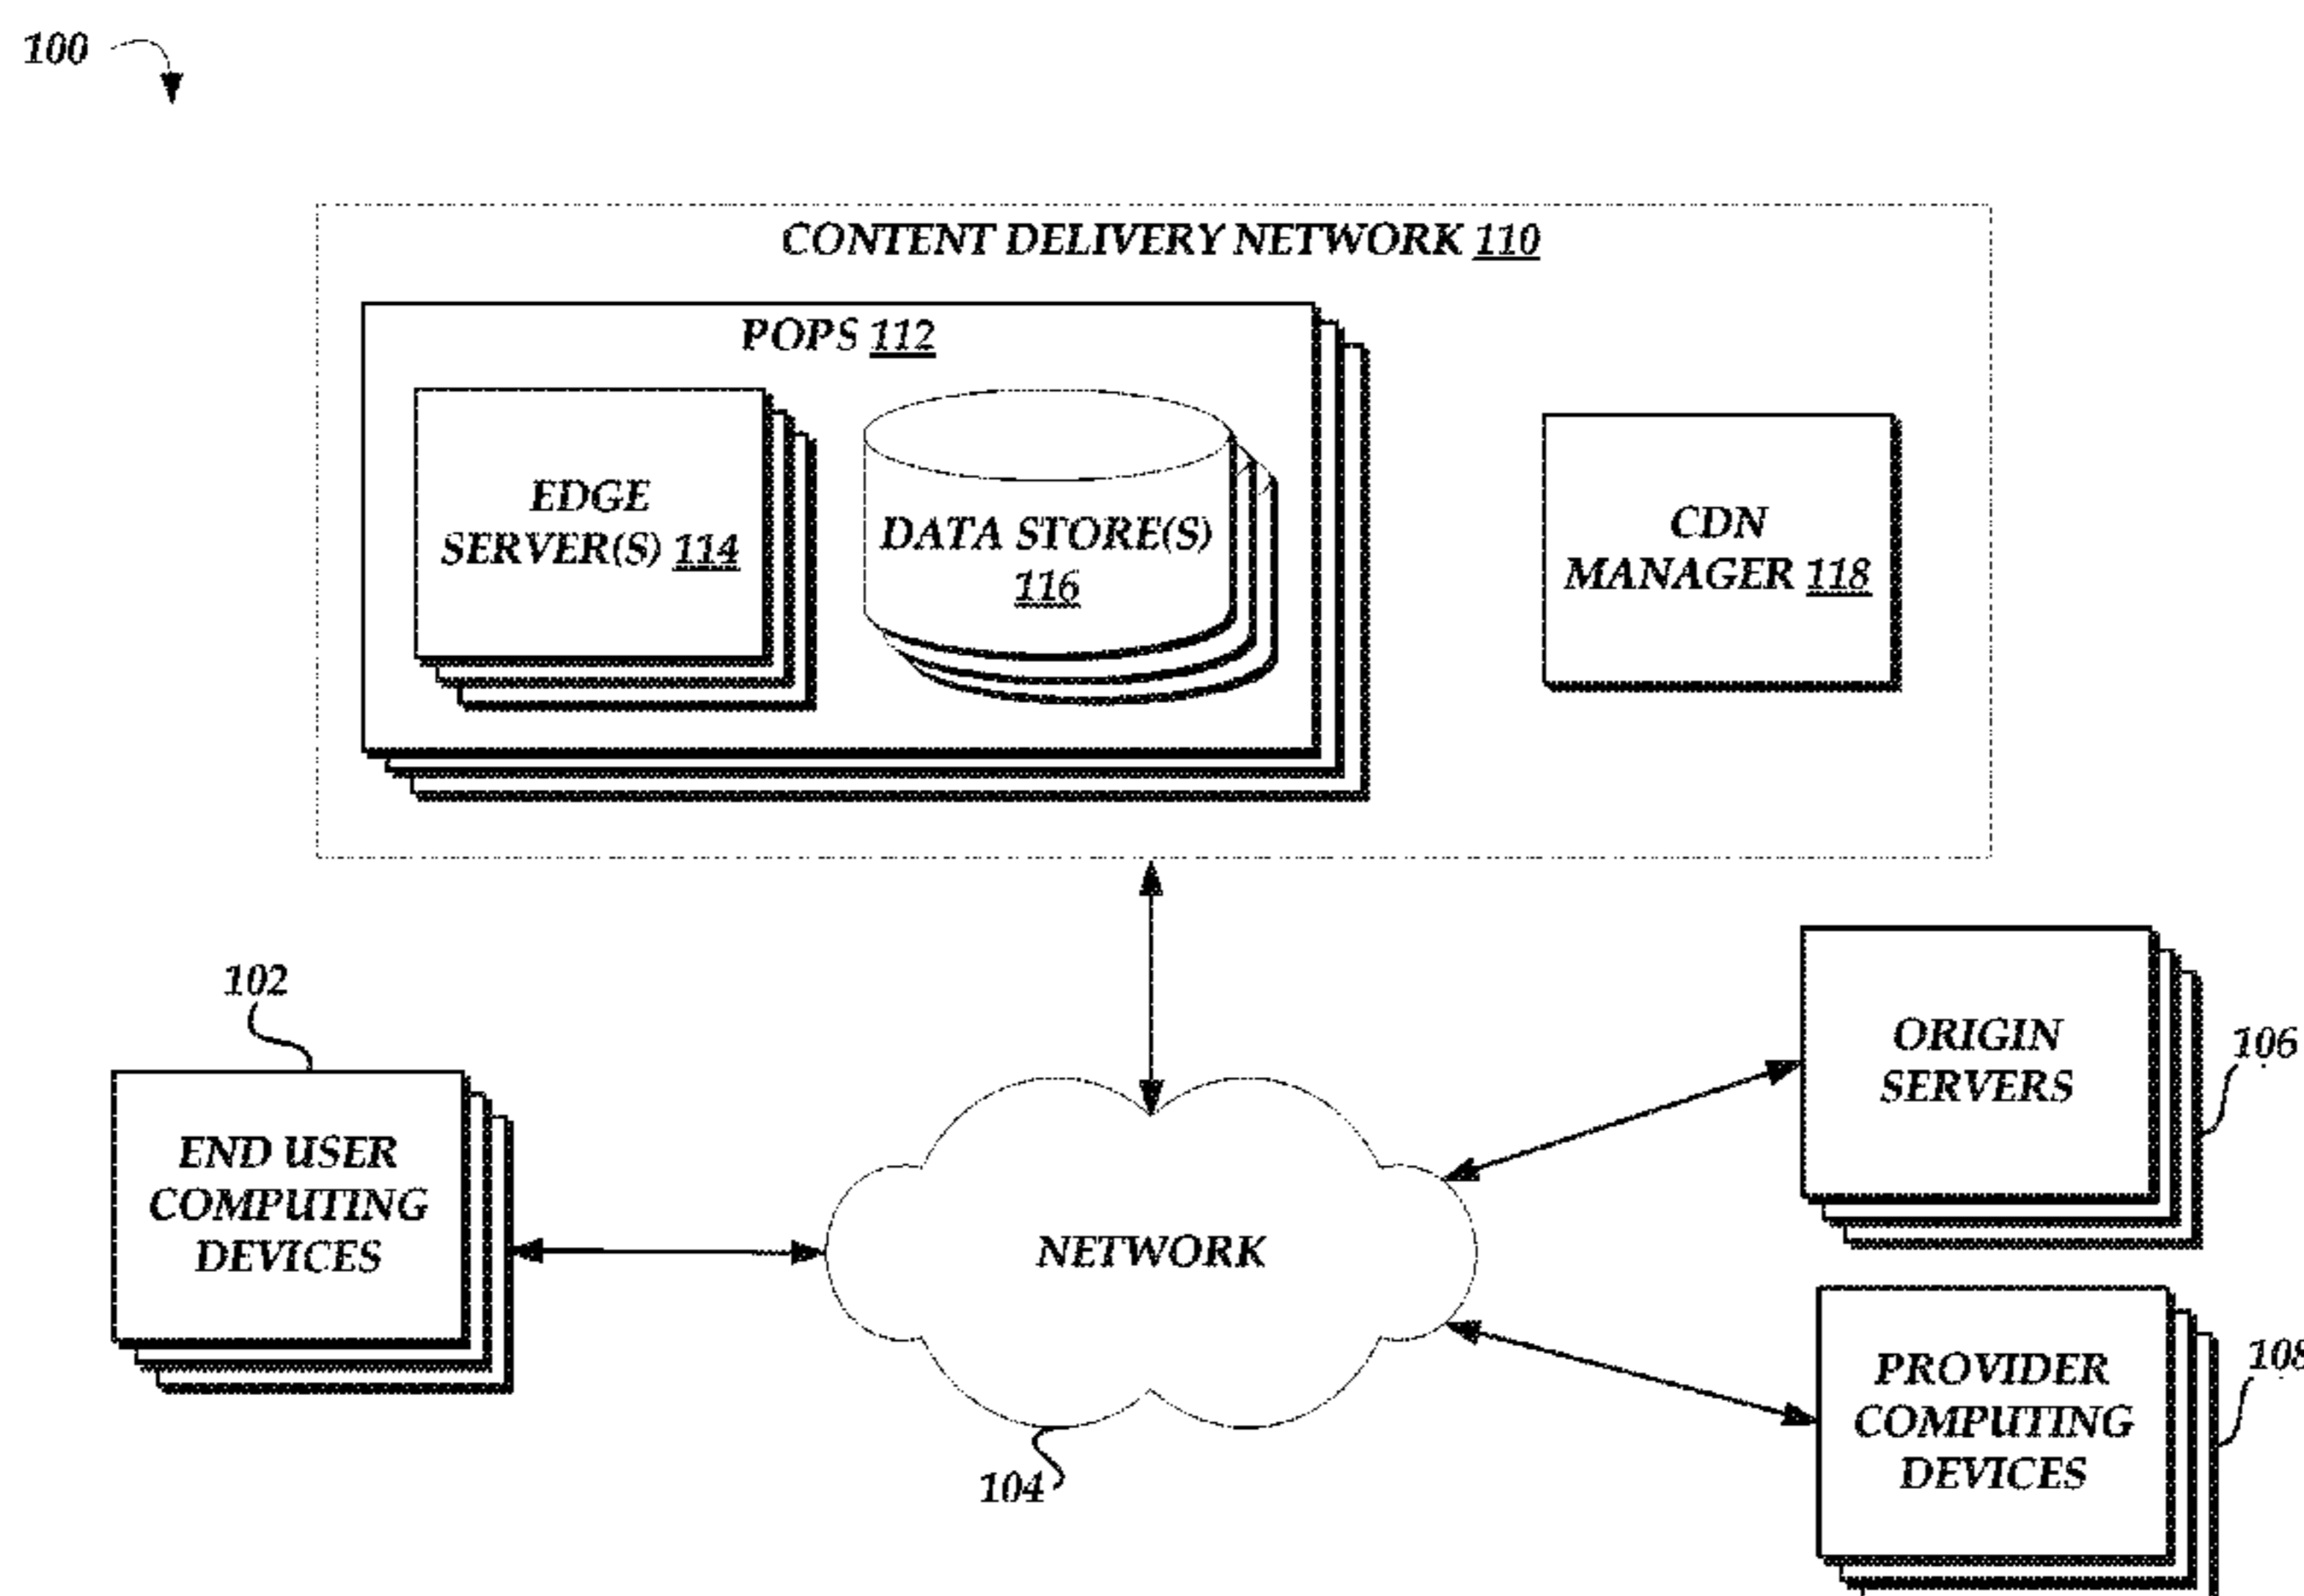 100
CONTENT DELIVERY NETWORK 110
POPS 112
EDGE
SERVER(S) 114
DATA STORE(S)
116
CDN
MANAGER 118
102
END USER
COMPUTING
DEVICES
NETWORK
104
ORIGIN
SERVERS
106
PROVIDER
COMPUTING
DEVICES
108